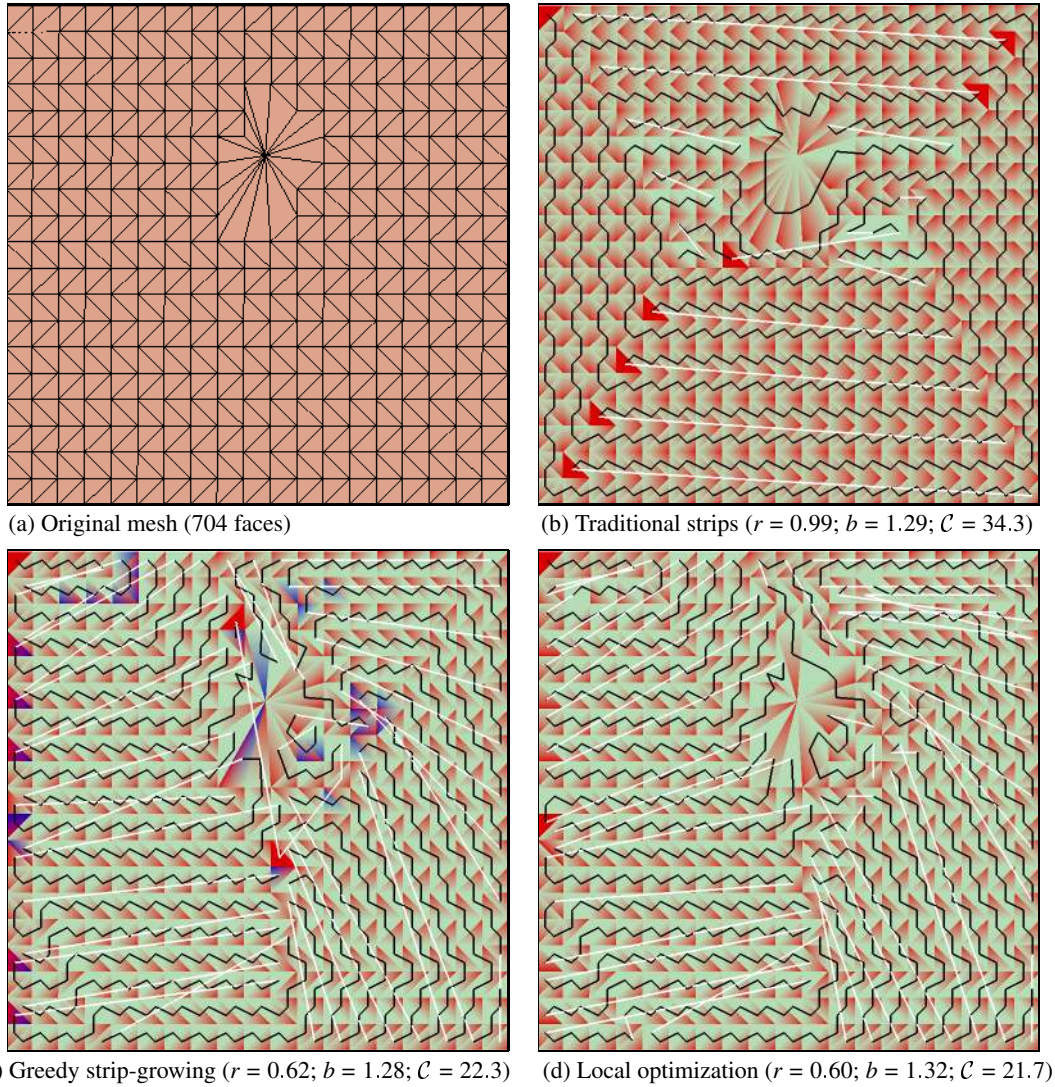 (a) Original mesh (704 faces)
(b) Traditional strips (r = 0.99; b = 1.29; C = 34.3)
) Greedy strip-growing (r = 0.62; b = 1.28; C = 22.3)
(d) Local optimization (r = 0.60; b = 1.32; C = 21.7)